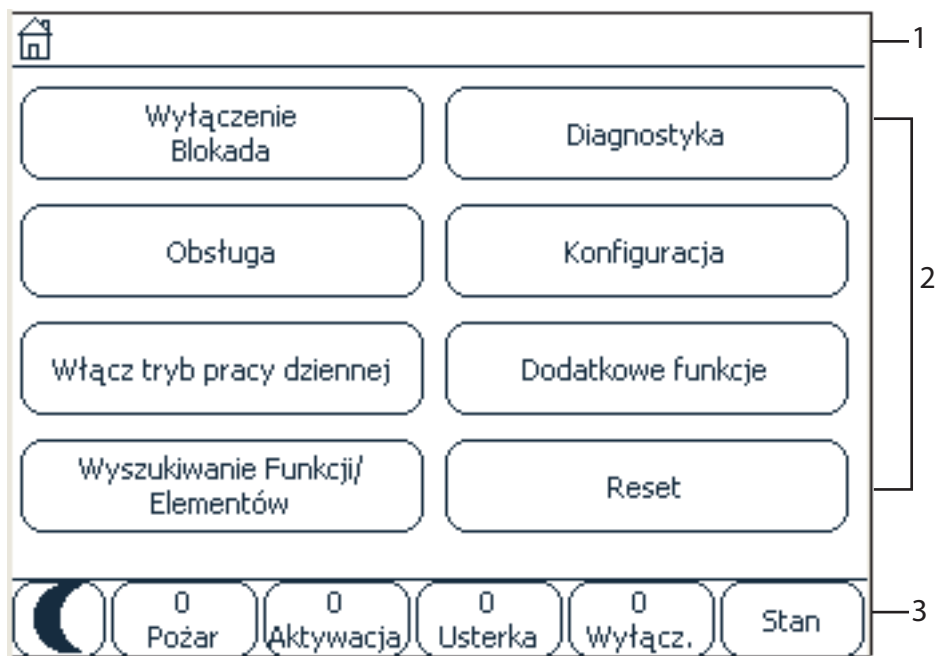 1
Wyłączenie
Blokada
Diagnostyka
2
Obsługa
Konfiguracja
Włącz tryb pracy dziennej
Dodatkowe funkcje
Wyszukiwanie Funkcji/
Elementów
Reset
0
Pożar
0
Aktywacja
0
Usterka
0
Wyłącz.
Stan
3